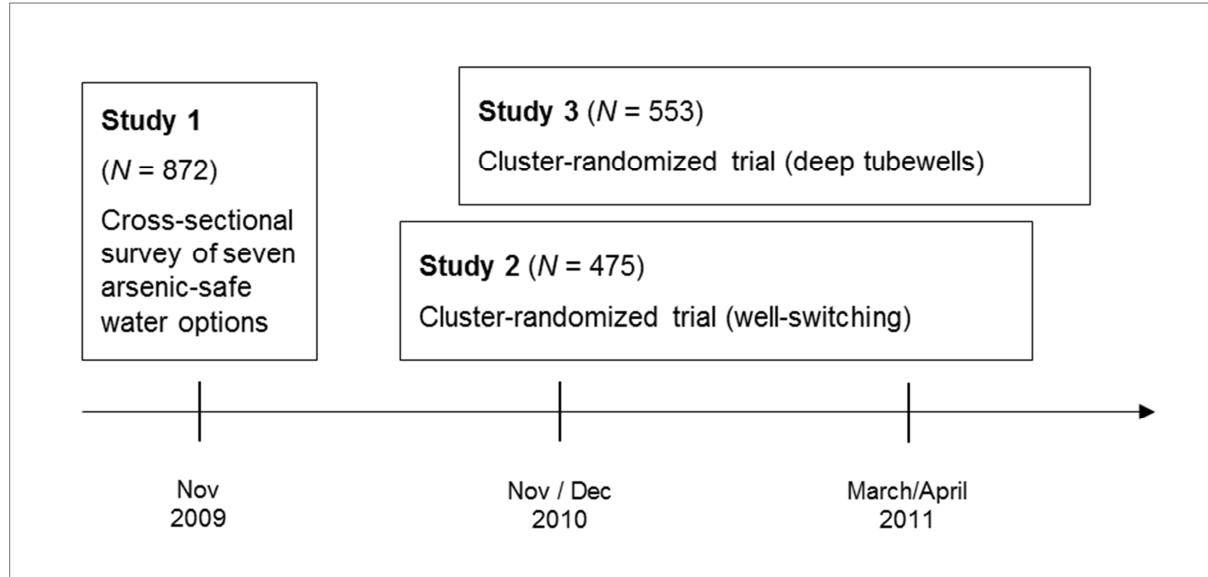 Study 1
(N = 872)
Cross-sectional
survey of seven
arsenic-safe
water options
Study 3 (N = 553)
Cluster-randomized trial (deep tubewells)
Study 2 (N = 475)
Cluster-randomized trial (well-switching)
Nov
2009
Nov / Dec
2010
March/April
2011